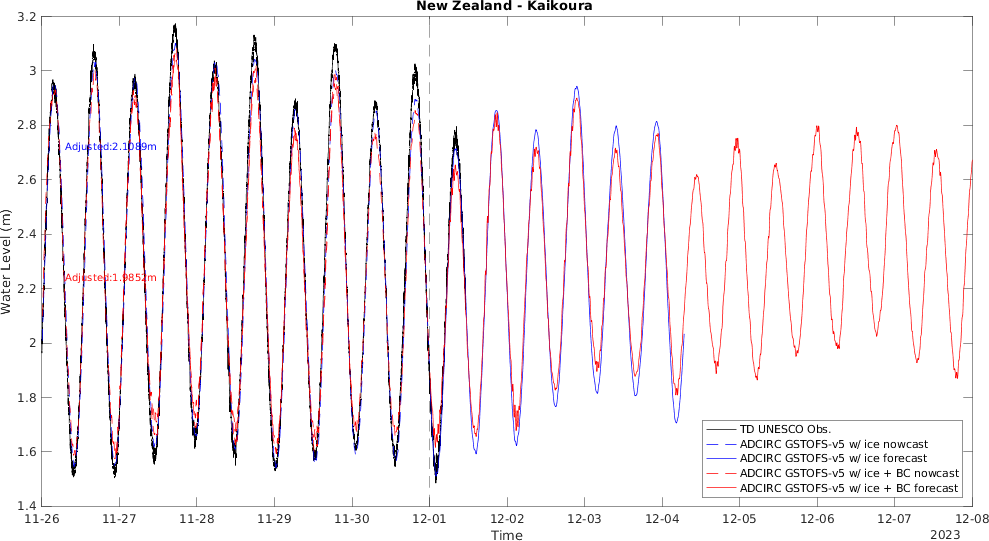 New Zealand - Kaikoura
3.2
3
2.8
2.6
2.4
2.2
2
1.8
1.6
1.4
Water Level (m)
Adjusted:2.1089m
Adjusted:1.9852m
TD UNESCO Obs.
ADCIRC GSTOFS-v5 w/ ice nowcast
ADCIRC GSTOFS-v5 w/ ice forecast
ADCIRC GSTOFS-v5 w/ ice + BC nowcast
ADCIRC GSTOFS-v5 w/ ice + BC forecast
11-26 11-27 11-28 11-29 11-30 12-01 12-02 12-03 12-04 12-05 12-06 12-07 12-08
Time
2023